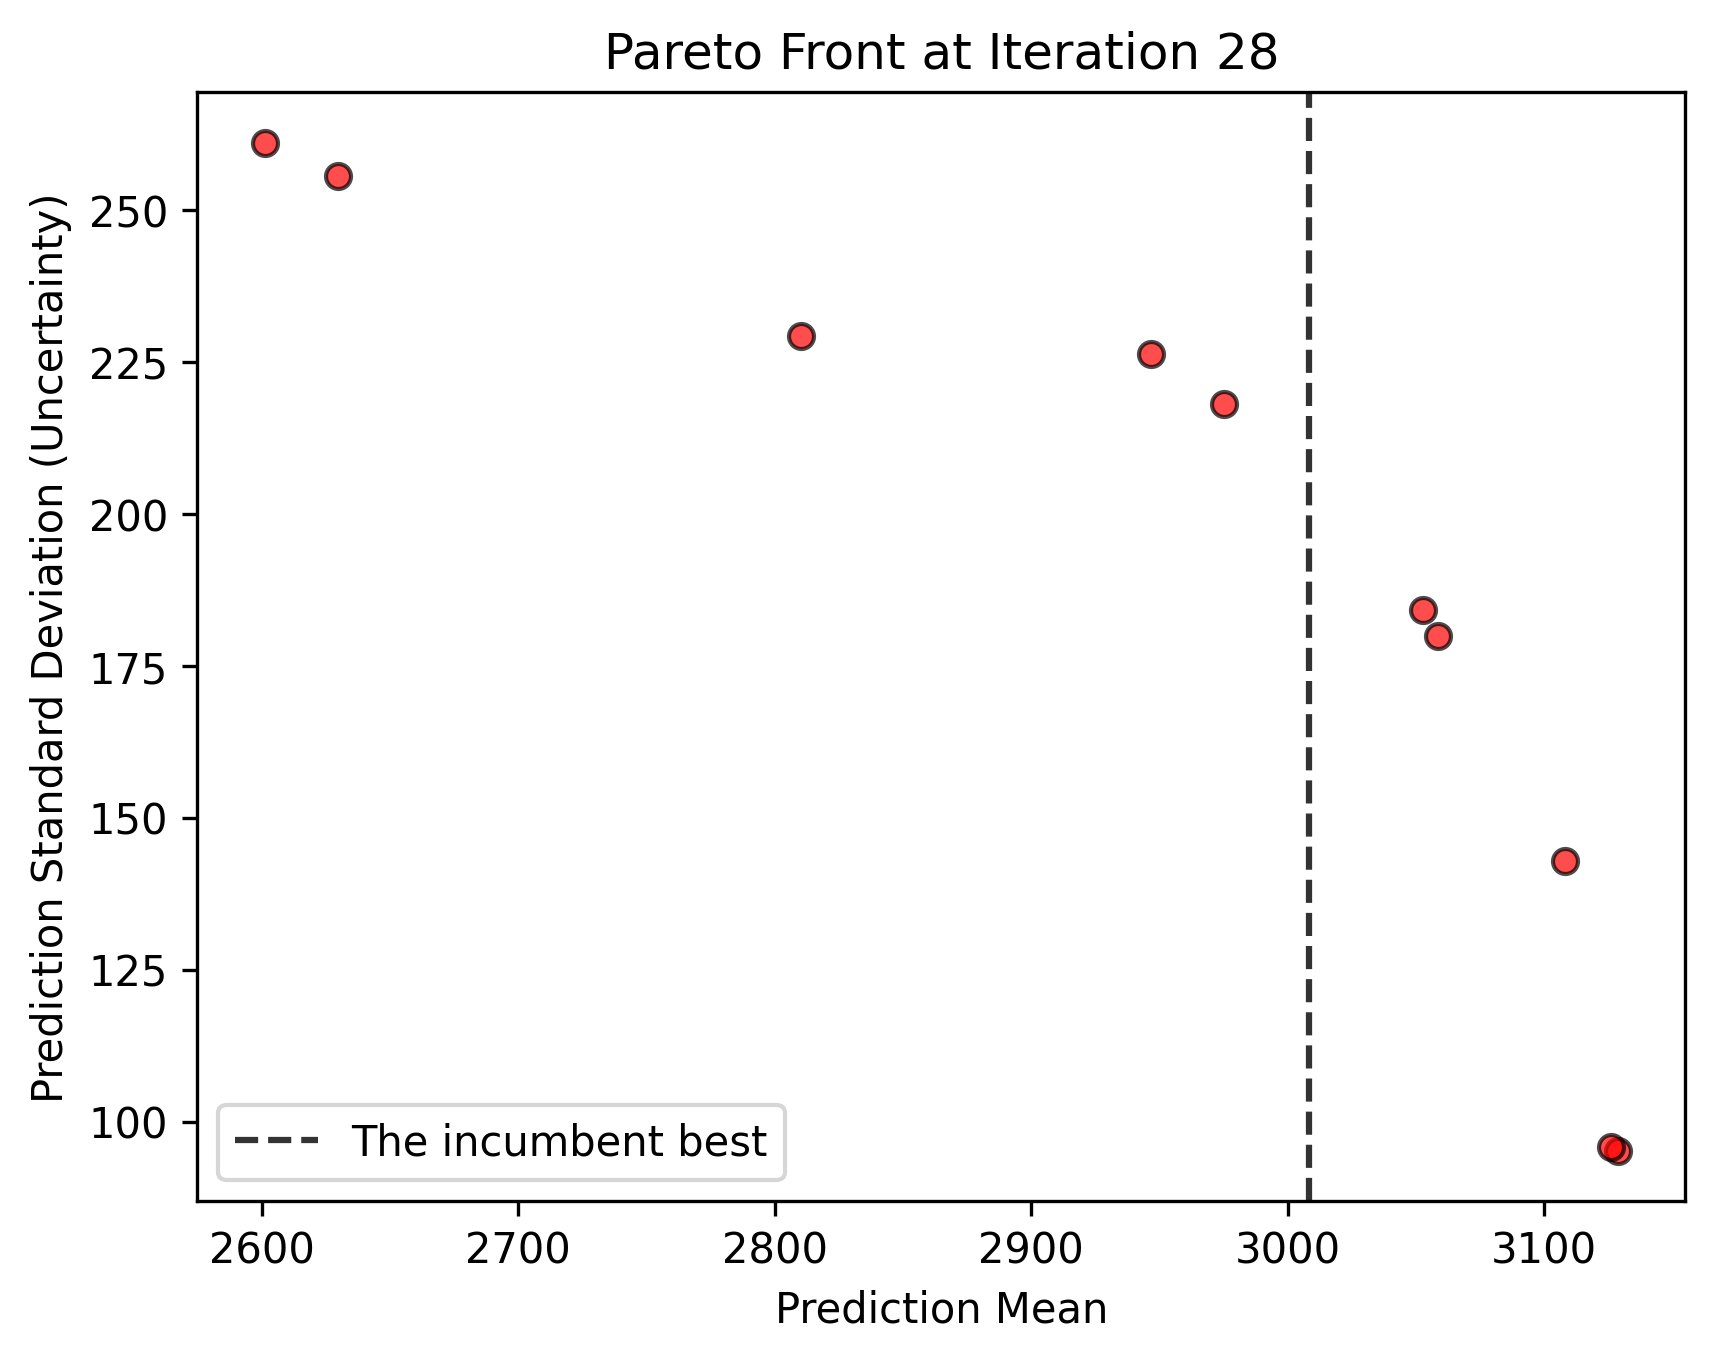 Pareto Front at Iteration 28
Prediction Standard Deviation (Uncertainty)
250
225
200
175
150
125
100
The incumbent best
2600 2700 2800 2900 3000 3100
Prediction Mean